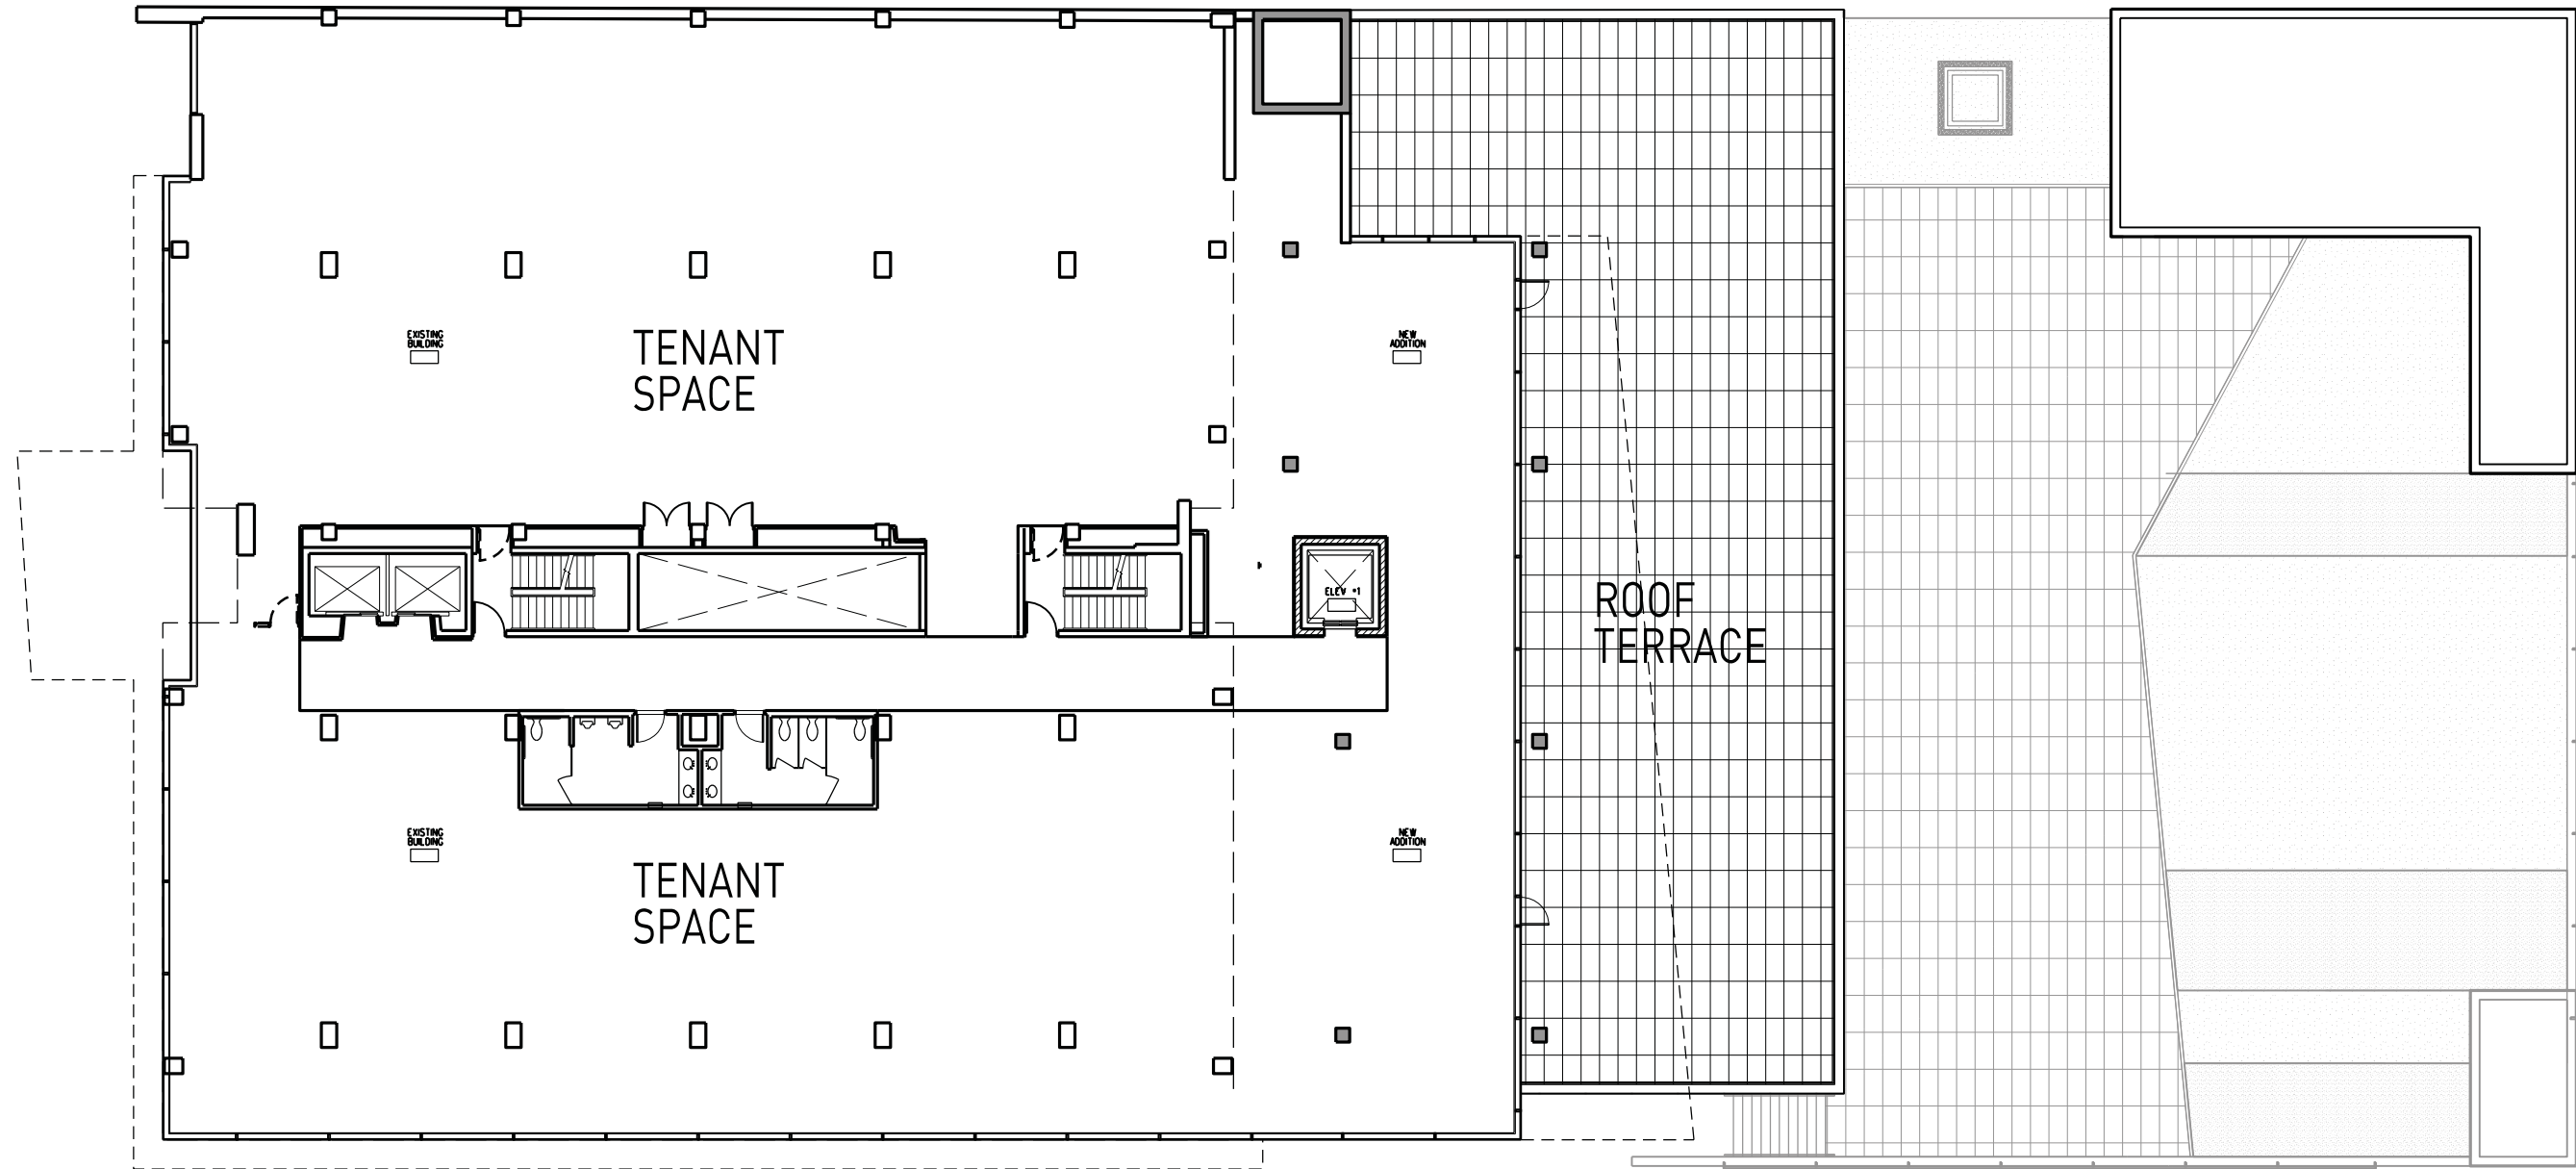 EXISTING
BUILDING
TENANT
SPACE
NEW
ADDITION
ELEV #1
ROOF
TERRACE
EXISTING
BUILDING
TENANT
SPACE
NEW
ADDITION